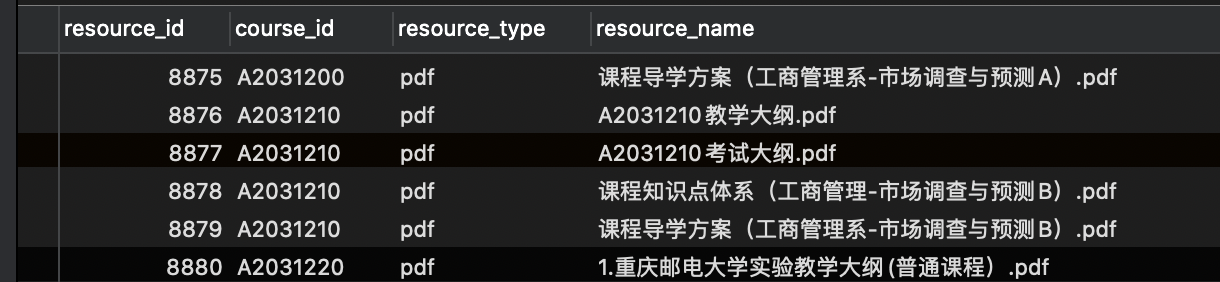 resource_id course_id resource_type resource_name
8875 A2031200 pdf 课程导学方案（工商管理系-市场调查与预测A）.pdf
8876 A2031210 pdf A2031210教学大纲.pdf
8877 A2031210 pdf A2031210考试大纲.pdf
8878 A2031210 pdf 课程知识点体系（工商管理-市场调查与预测B）.pdf
8879 A2031210 pdf 课程导学方案（工商管理系-市场调查与预测B）.pdf
8880 A2031220 pdf 1.重庆邮电大学实验教学大纲(普通课程）.pdf